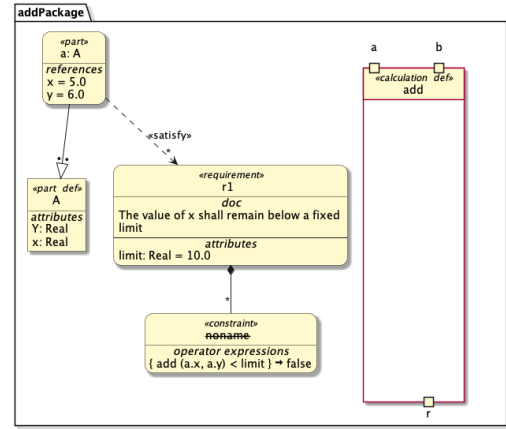 addPackage
«part»
a: A
references
x = 5.0
y = 6.0
«satisfy»
*
«part def»
A
attributes
Y: Real
x: Real
«requirement»
r1
doc
The value of x shall remain below a fixed
limit
attributes
limit: Real = 10.0
*
«constraint»
noname
operator expressions
{ add (a.x, a.y) < limit } ➞ false
a b
«calculation def»
add
r